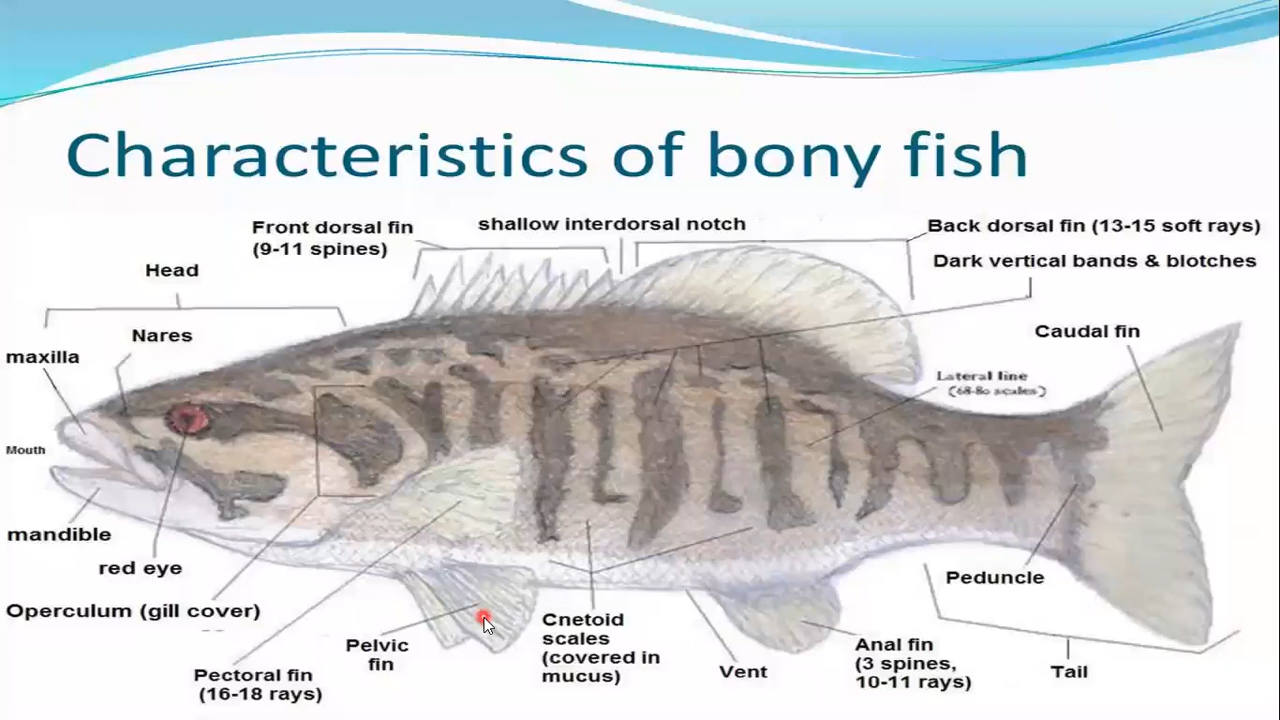 Characteristics of bony fish
Front dorsal fin
(9-11 spines)
shallow interdorsal notch
Back dorsal fin (13-15 soft rays)
Dark vertical bands & blotches
Head
Nares
maxilla
Caudal fin
Lateral line
(68-80 scales)
Mouth
mandible
red eye
Operculum (gill cover)
Pectoral fin
(16-18 rays)
Pelvic
fin
Cnetoid
scales
(covered in
mucus)
Vent
Anal fin
(3 spines,
10-11 rays)
Peduncle
Tail